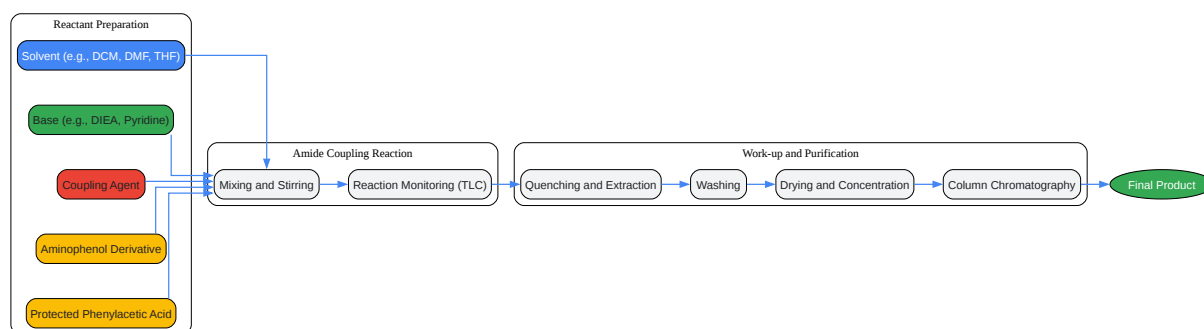 Reactant Preparation
Solvent (e.g., DCM, DMF, THF)
Base (e.g., DIEA, Pyridine)
Coupling Agent
Aminophenol Derivative
Protected Phenylacetic Acid
Amide Coupling Reaction
Mixing and Stirring
Reaction Monitoring (TLC)
Work-up and Purification
Quenching and Extraction
Washing
Drying and Concentration
Column Chromatography
Final Product